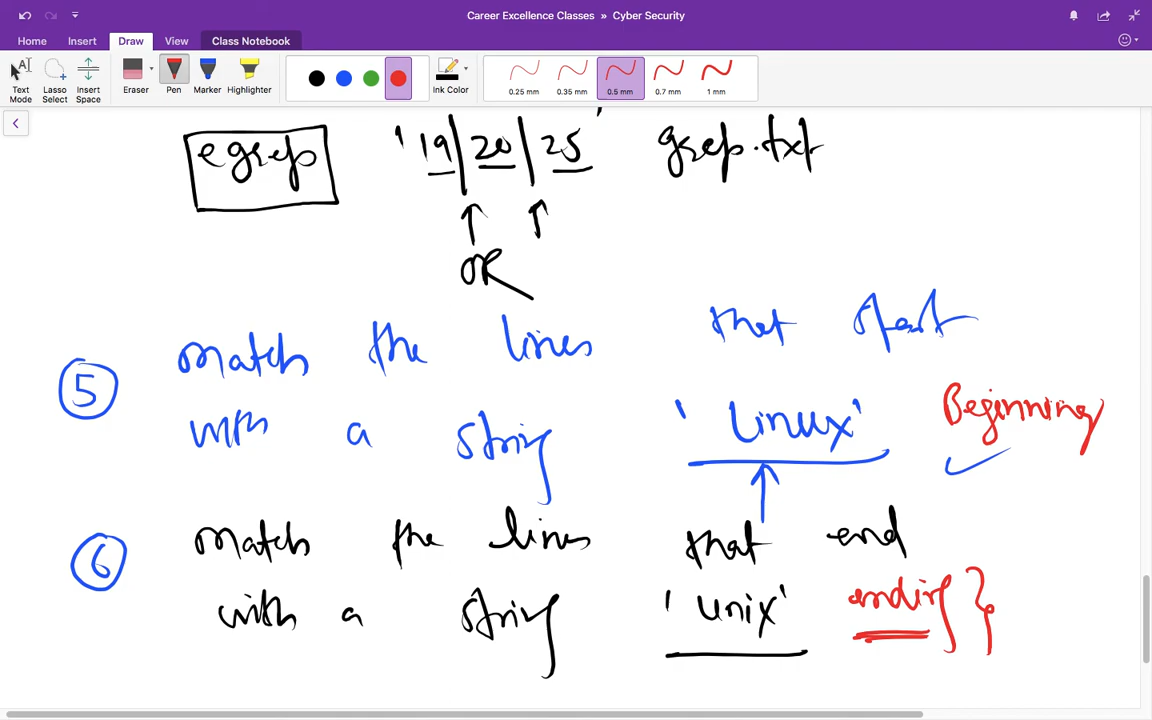 Career Excellence Classes » Cyber Security
Home Insert Draw View Class Notebook
Text Mode Lasso Select Insert Space Eraser Pen Marker Highlighter Ink Color 0.25 mm 0.35 mm 0.5 mm 0.7 mm 1 mm
egrep '19|20|25' grep.txt
OR
5 match the lines that start
with a string 'linux' Beginning
6 match the lines that end
with a string 'unix' ending }